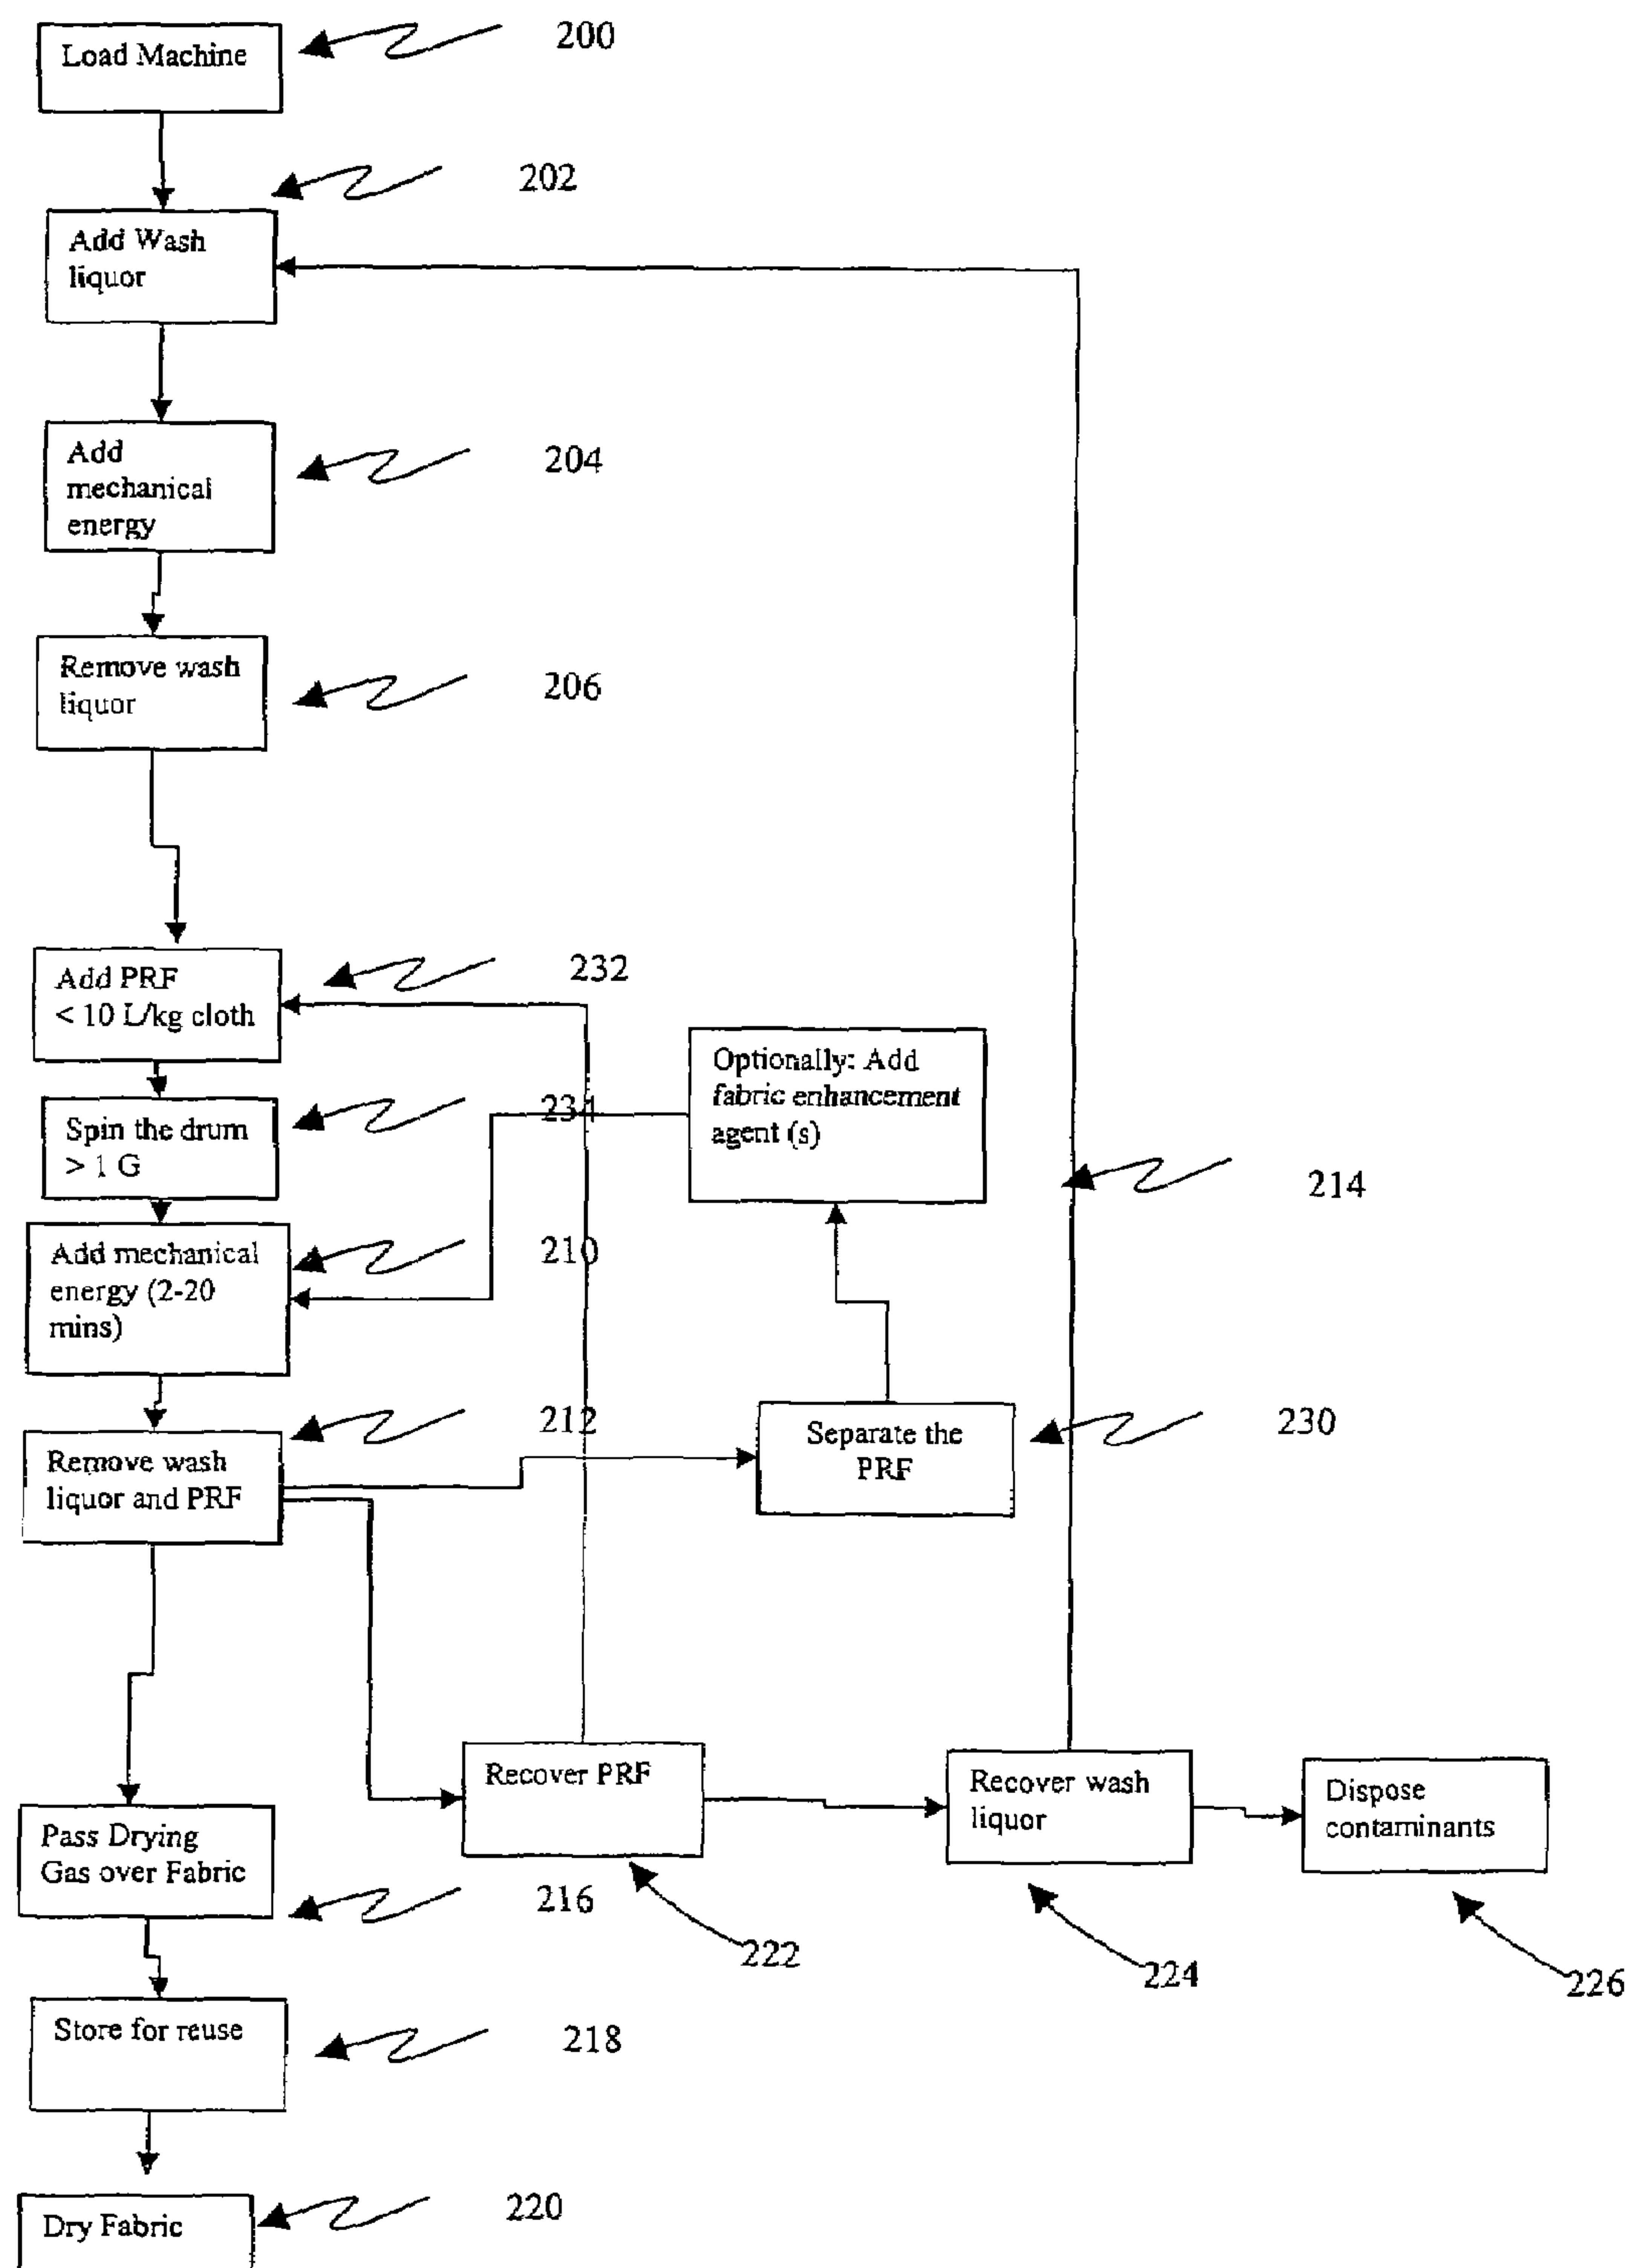 Load Machine
200
202
Add Wash
liquor
Add
mechanical
energy
204
Remove wash
liquor
206
Add PRF
< 10 L/kg cloth
232
Optionally: Add
fabric enhancement
agent (s)
Spin the drum
> 1 G
234
214
Add mechanical
energy (2-20
mins)
210
Remove wash
liquor and PRF
212
Separate the
PRF
230
Recover PRF
Recover wash
liquor
Dispose
contaminants
Pass Drying
Gas over Fabric
216
222
224
226
Store for reuse
218
Dry Fabric
220